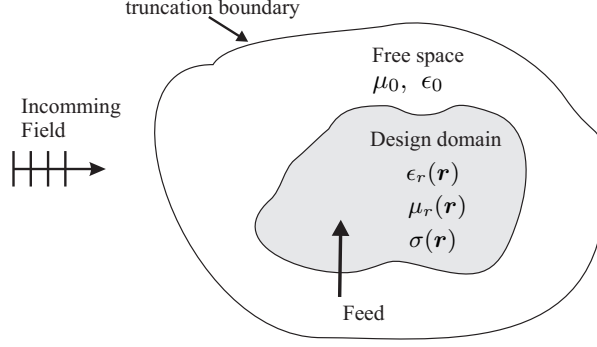 truncation boundary
Free space
μ₀, ϵ₀
Incomming
Field
Design domain
ϵᵣ(r)
μᵣ(r)
σ(r)
Feed